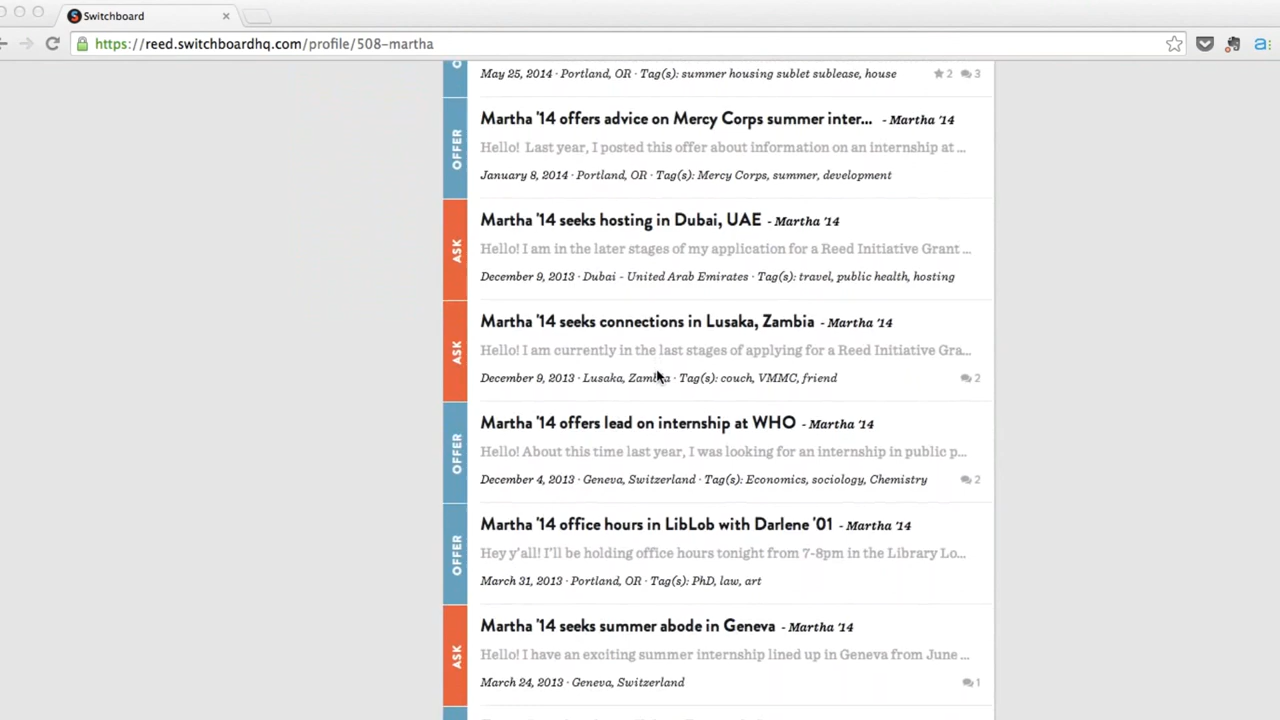 Switchboard
https://reed.switchboardhq.com/profile/508-martha
May 25, 2014 · Portland, OR · Tag(s): summer housing sublet sublease, house 2 3
OFFER
Martha '14 offers advice on Mercy Corps summer inter... - Martha '14
Hello! Last year, I posted this offer about information on an internship at ...
January 8, 2014 · Portland, OR · Tag(s): Mercy Corps, summer, development
ASK
Martha '14 seeks hosting in Dubai, UAE - Martha '14
Hello! I am in the later stages of my application for a Reed Initiative Grant ...
December 9, 2013 · Dubai - United Arab Emirates · Tag(s): travel, public health, hosting
ASK
Martha '14 seeks connections in Lusaka, Zambia - Martha '14
Hello! I am currently in the last stages of applying for a Reed Initiative Gra...
December 9, 2013 · Lusaka, Zambia · Tag(s): couch, VMMC, friend 2
OFFER
Martha '14 offers lead on internship at WHO - Martha '14
Hello! About this time last year, I was looking for an internship in public p...
December 4, 2013 · Geneva, Switzerland · Tag(s): Economics, sociology, Chemistry 2
OFFER
Martha '14 office hours in LibLob with Darlene '01 - Martha '14
Hey y'all! I'll be holding office hours tonight from 7-8pm in the Library Lo...
March 31, 2013 · Portland, OR · Tag(s): PhD, law, art
ASK
Martha '14 seeks summer abode in Geneva - Martha '14
Hello! I have an exciting summer internship lined up in Geneva from June ...
March 24, 2013 · Geneva, Switzerland 1